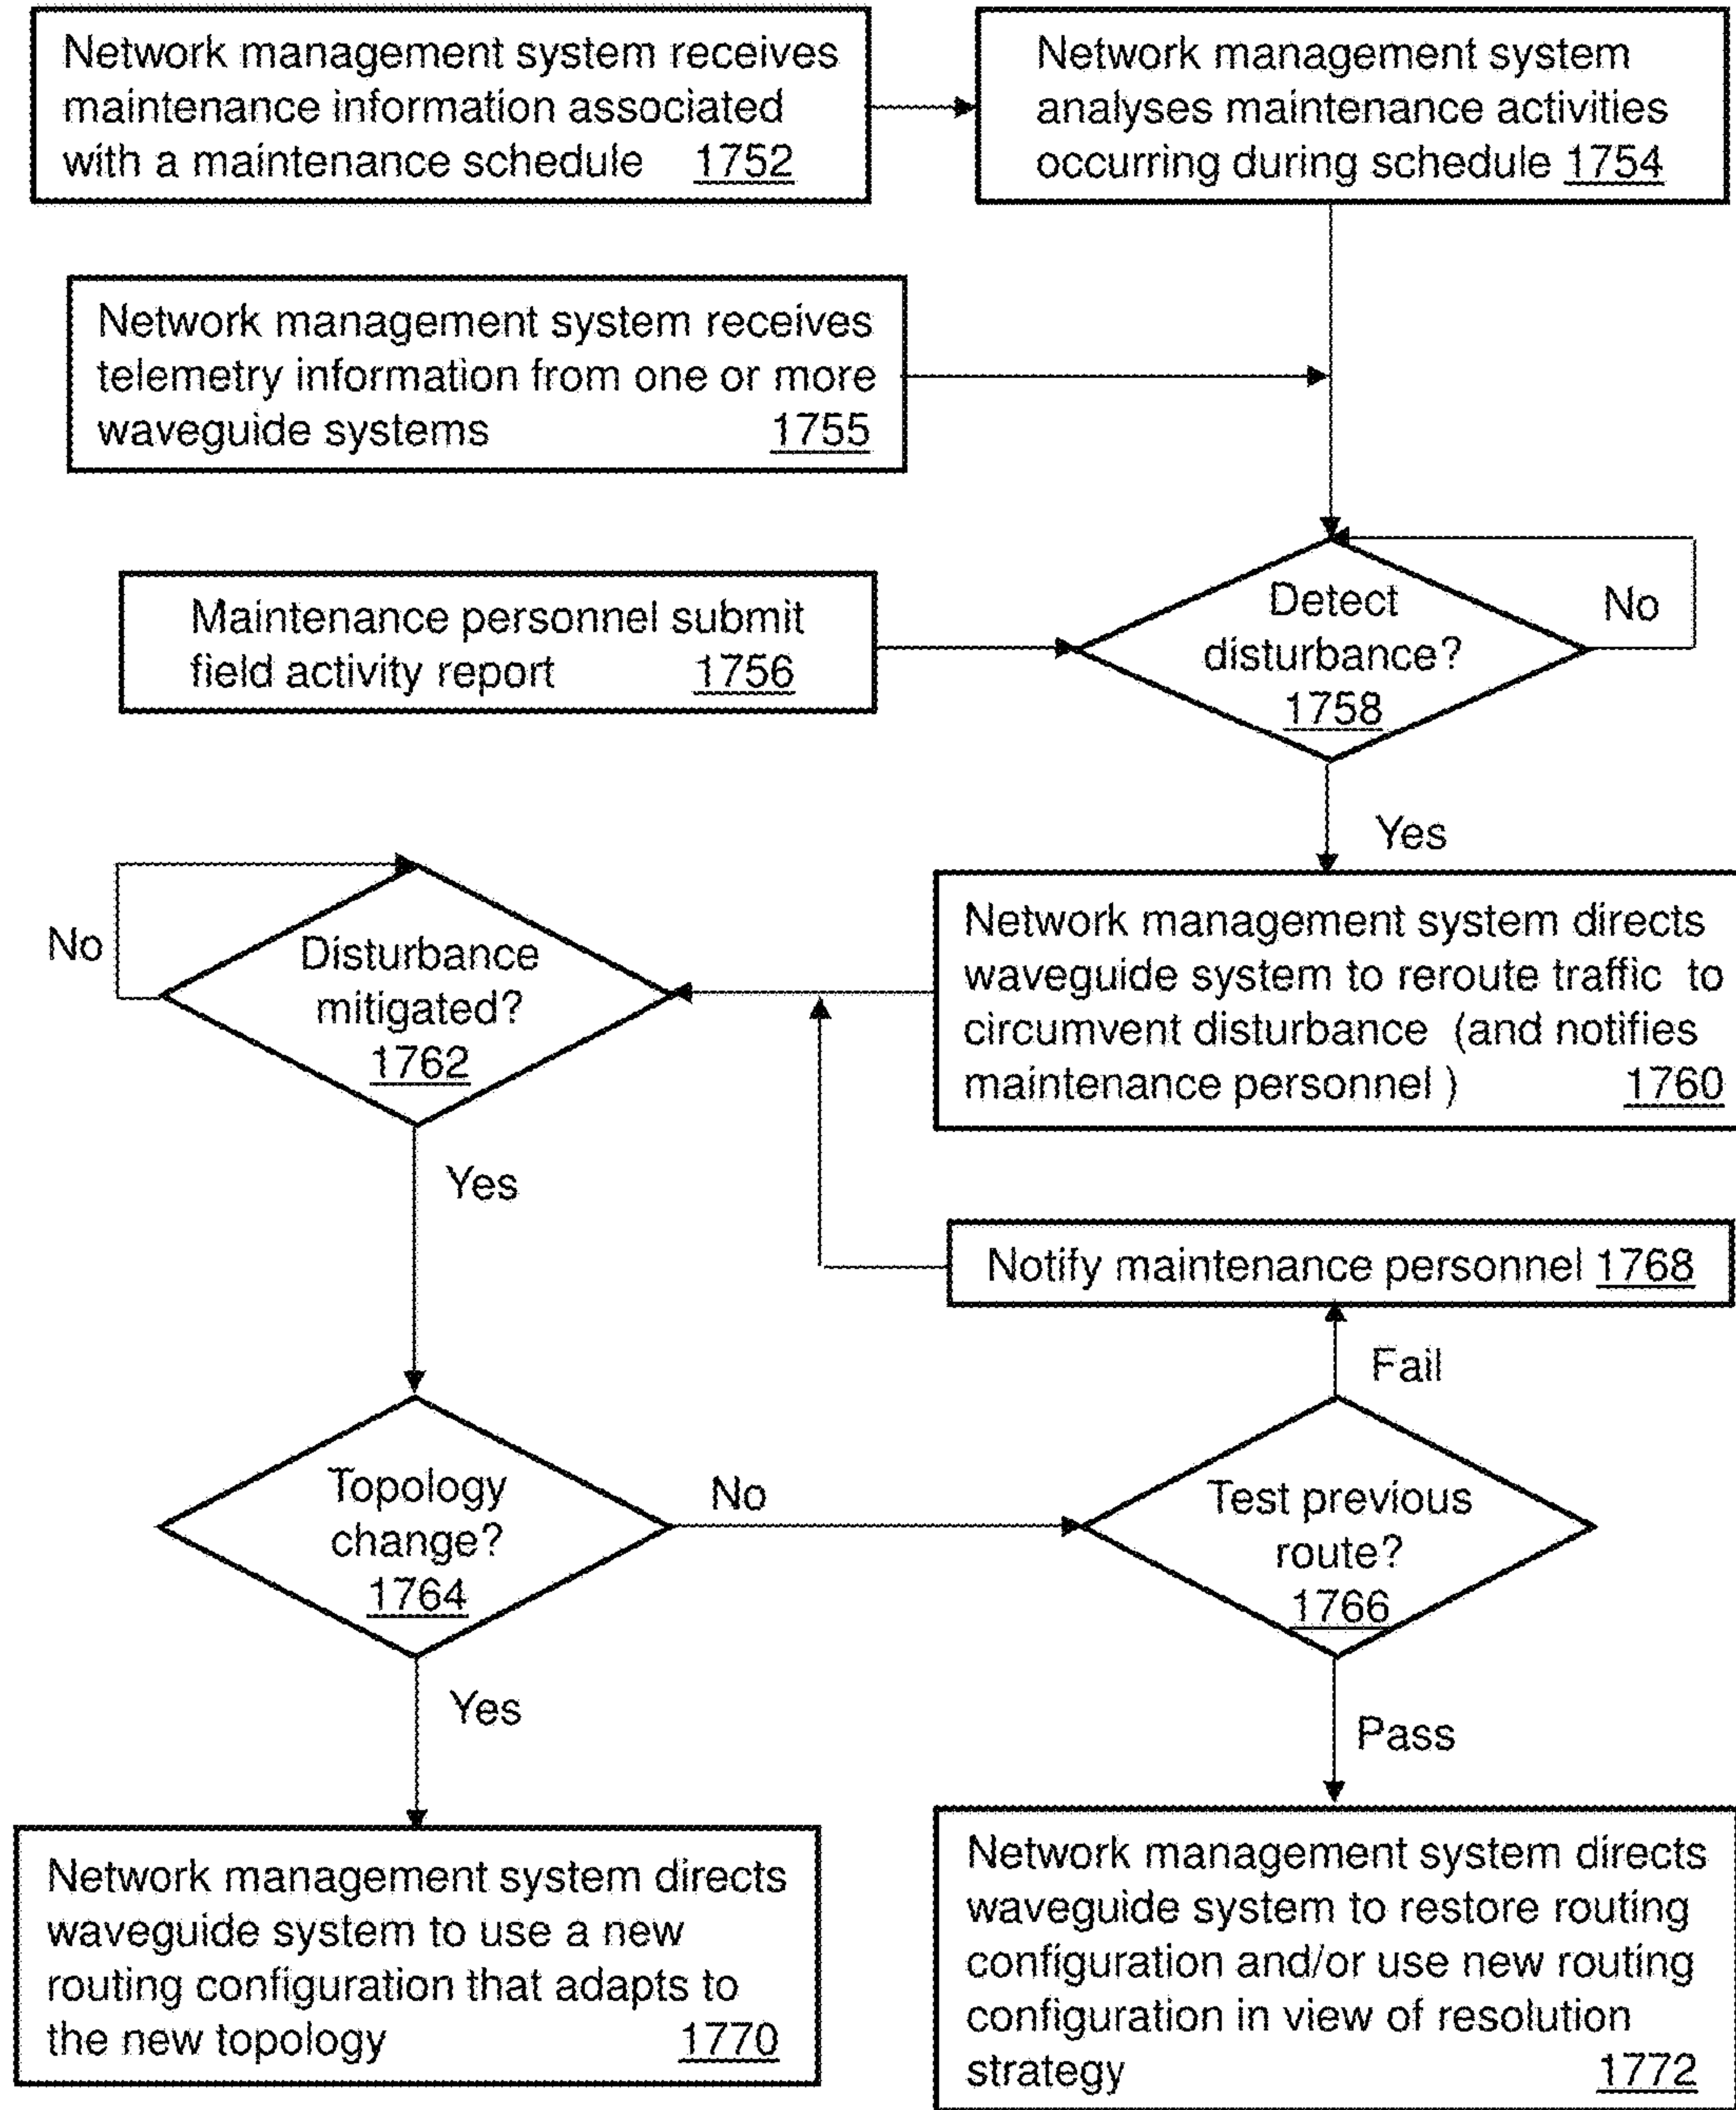 Network management system receives
maintenance information associated
with a maintenance schedule 1752
Network management system
analyses maintenance activities
occurring during schedule 1754
Network management system receives
telemetry information from one or more
waveguide systems 1755
Maintenance personnel submit
field activity report 1756
Detect
disturbance?
1758
No
Yes
Network management system directs
waveguide system to reroute traffic to
circumvent disturbance (and notifies
maintenance personnel ) 1760
Disturbance
mitigated?
1762
No
Yes
Notify maintenance personnel 1768
Fail
Topology
change?
1764
No
Test previous
route?
1766
Yes
Pass
Network management system directs
waveguide system to use a new
routing configuration that adapts to
the new topology 1770
Network management system directs
waveguide system to restore routing
configuration and/or use new routing
configuration in view of resolution
strategy 1772